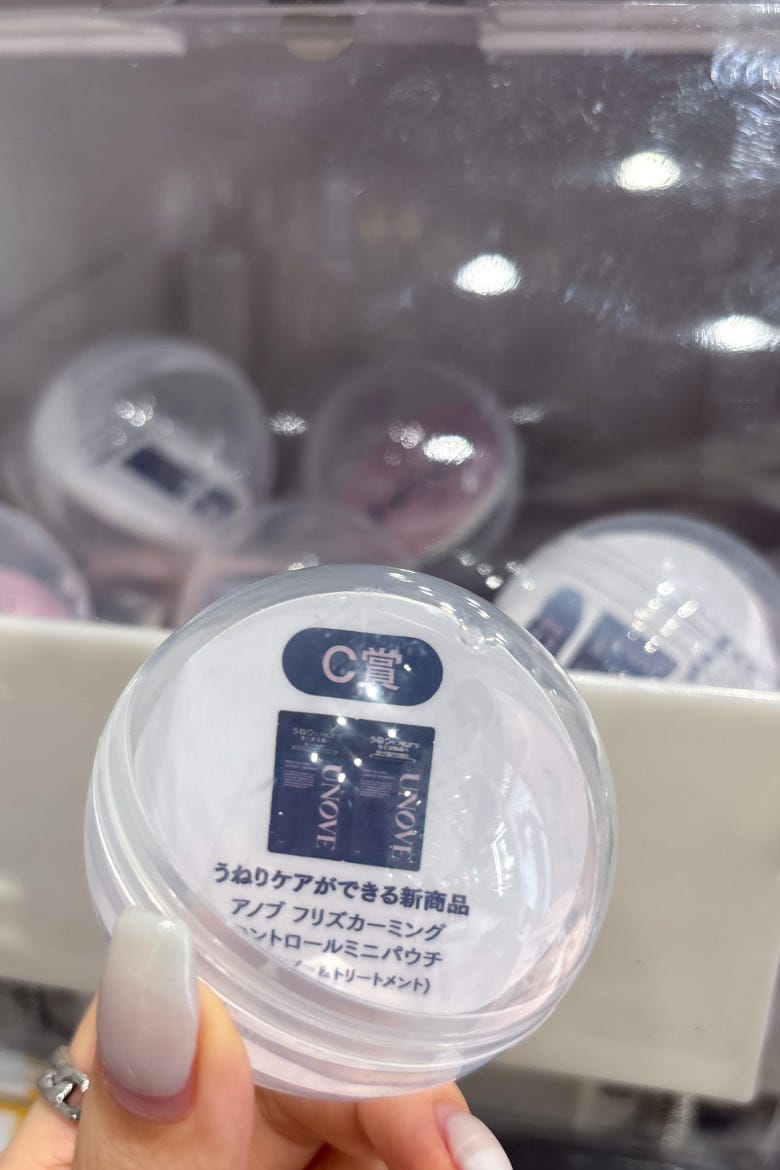 C賞
UNOVE
UNOVE
うねりケアができる新商品
アノブ フリズカーミング
ントロールミニパウチ
トリートメント)